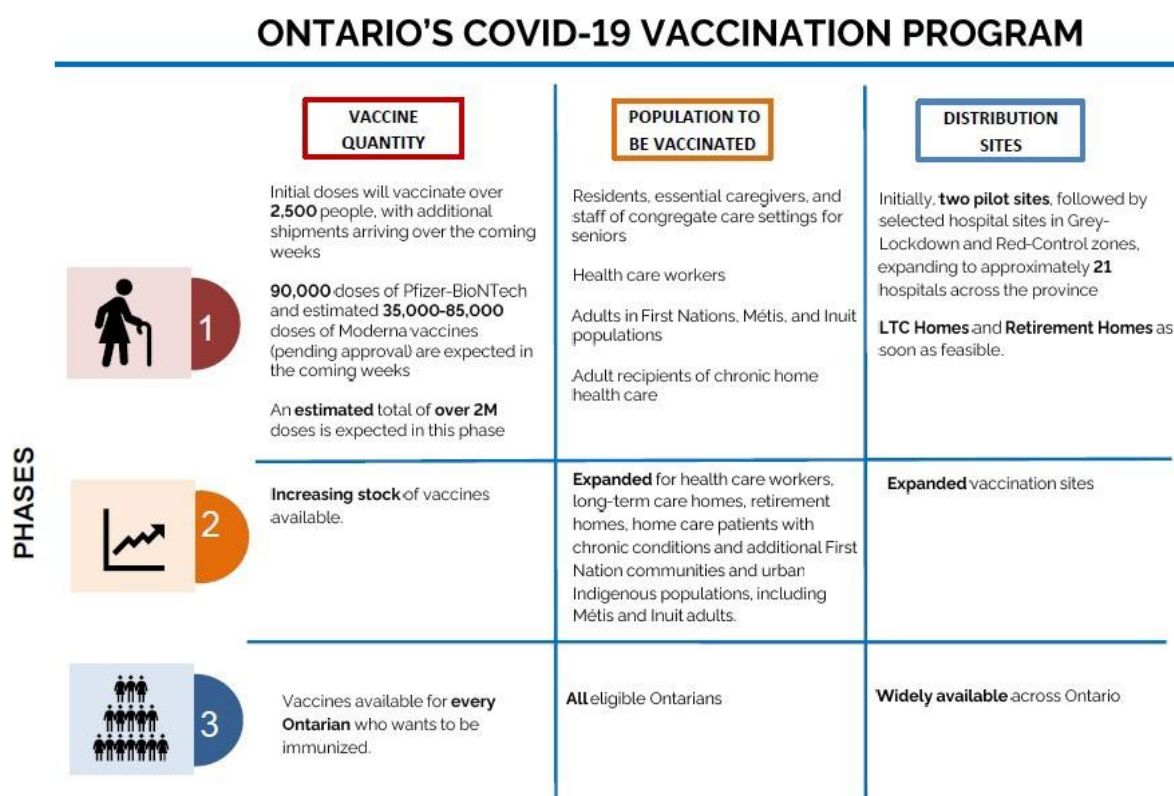 ONTARIO'S COVID-19 VACCINATION PROGRAM
VACCINE
QUANTITY
POPULATION TO
BE VACCINATED
DISTRIBUTION
SITES
PHASES
1
Initial doses will vaccinate over
2,500 people, with additional
shipments arriving over the coming
weeks
90,000 doses of Pfizer-BioNTech
and estimated 35,000-85,000
doses of Moderna vaccines
(pending approval) are expected in
the coming weeks
An estimated total of over 2M
doses is expected in this phase
Residents, essential caregivers, and
staff of congregate care settings for
seniors
Health care workers
Adults in First Nations, Métis, and Inuit
populations
Adult recipients of chronic home
health care
Initially, two pilot sites, followed by
selected hospital sites in Grey-
Lockdown and Red-Control zones,
expanding to approximately 21
hospitals across the province
LTC Homes and Retirement Homes as
soon as feasible.
2
Increasing stock of vaccines
available.
Expanded for health care workers,
long-term care homes, retirement
homes, home care patients with
chronic conditions and additional First
Nation communities and urban
Indigenous populations, including
Métis and Inuit adults.
Expanded vaccination sites
3
Vaccines available for every
Ontarian who wants to be
immunized.
All eligible Ontarians
Widely available across Ontario